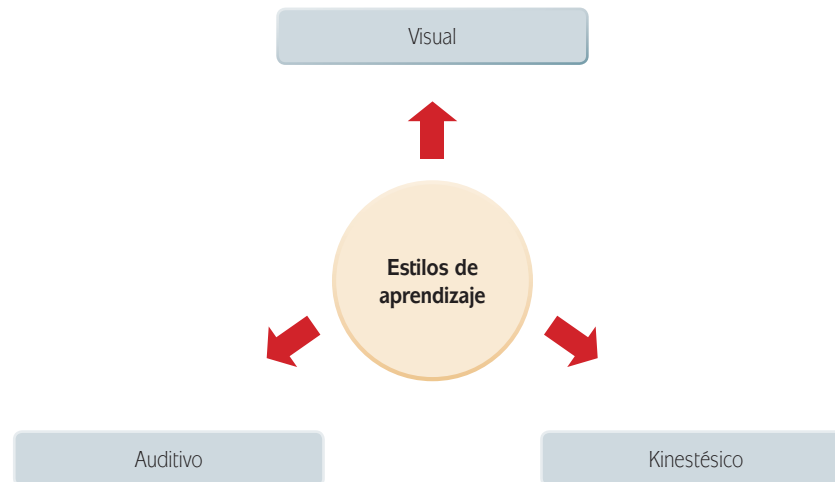 Visual
Estilos de
aprendizaje
Auditivo
Kinestésico